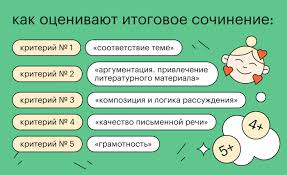 как оценивают итоговое сочинение:
критерий № 1 «соответствие теме»
критерий № 2 «аргументация. привлечение
литературного материала»
критерий № 3 «композиция и логика рассуждения»
критерий № 4 «качество письменной речи»
критерий № 5 «грамотность»
4+
5+